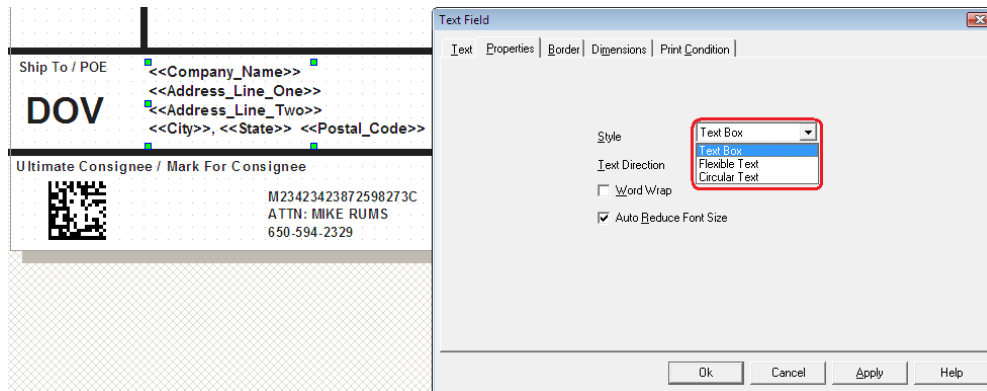 Ship To / POE
DOV
<<Company_Name>>
<<Address_Line_One>>
<<Address_Line_Two>>
<<City>>, <<State>> <<Postal_Code>>
Ultimate Consignee / Mark For Consignee
M23423423872598273C
ATTN: MIKE RUMS
650-594-2329
Text Field
Text Properties Border Dimensions Print Condition
Style Text Box
Text Box
Flexible Text
Circular Text
Text Direction
Word Wrap
Auto Reduce Font Size
Ok Cancel Apply Help